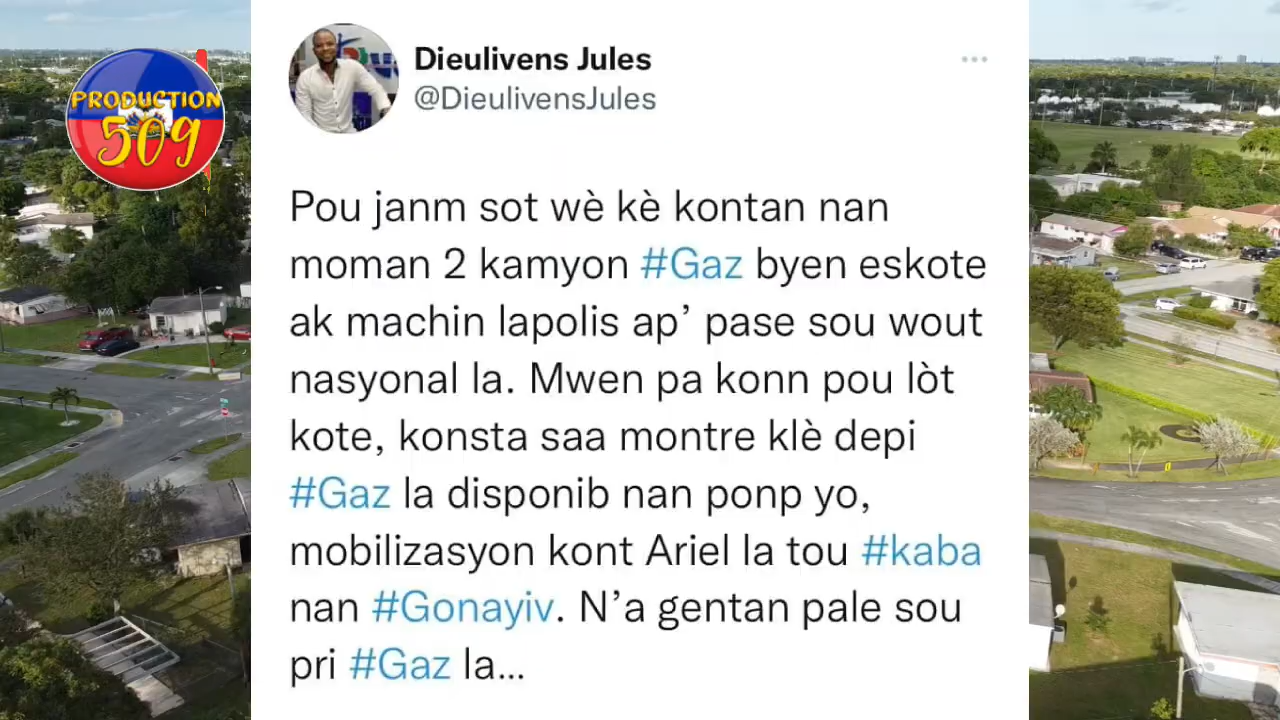 PRODUCTION
509
Dieulivens Jules
@DieulivensJules
Pou janm sot wè kè kontan nan
moman 2 kamyon #Gaz byen eskote
ak machin lapolis ap’ pase sou wout
nasyonal la. Mwen pa konn pou lòt
kote, konsta saa montre klè depi
#Gaz la disponib nan ponp yo,
mobilizasyon kont Ariel la tou #kaba
nan #Gonayiv. N’a gentan pale sou
pri #Gaz la...